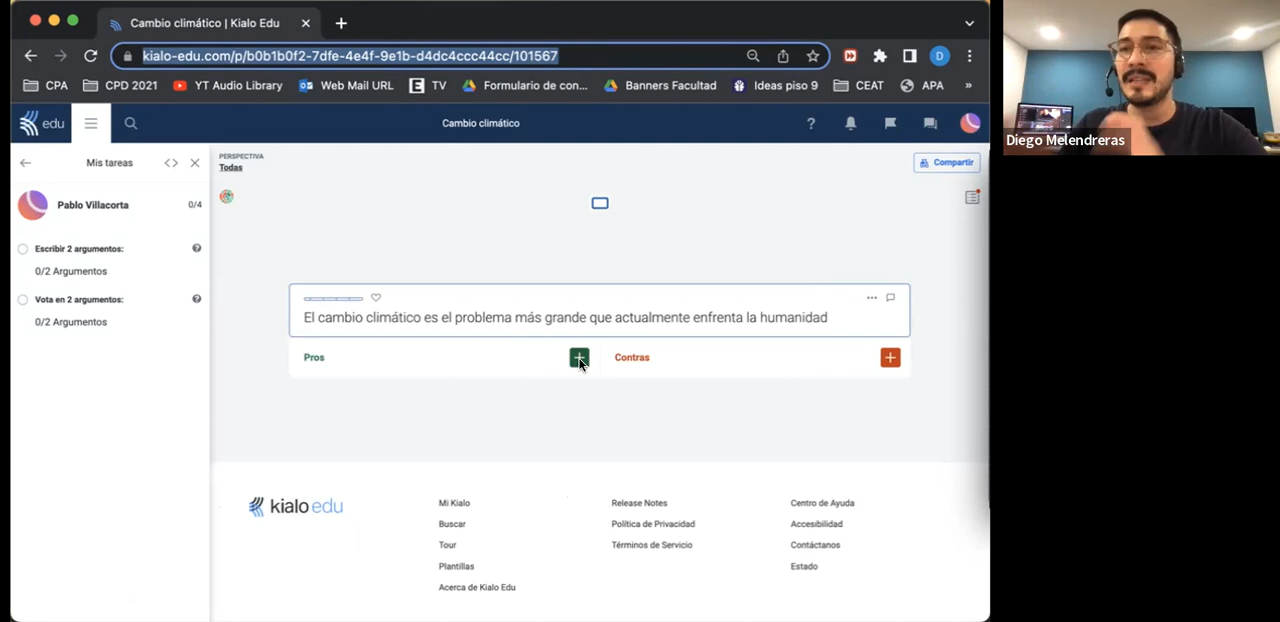 Cambio climático | Kialo Edu
kialo-edu.com/p/b0b1b0f2-7dfe-4e4f-9e1b-d4dc4ccc44cc/101567
D
CPA
CPD 2021
YT Audio Library
Web Mail URL
TV
Formulario de con...
Banners Facultad
Ideas piso 9
CEAT
APA
»
edu
Cambio climático
?
Mis tareas
Pablo Villacorta
0/4
Escribir 2 argumentos:
0/2 Argumentos
Vota en 2 argumentos:
0/2 Argumentos
PERSPECTIVA
Todas
Compartir
El cambio climático es el problema más grande que actualmente enfrenta la humanidad
Pros
Contras
kialo edu
Mi Kialo
Buscar
Tour
Plantillas
Acerca de Kialo Edu
Release Notes
Política de Privacidad
Términos de Servicio
Centro de Ayuda
Accesibilidad
Contáctanos
Estado
Diego Melendreras